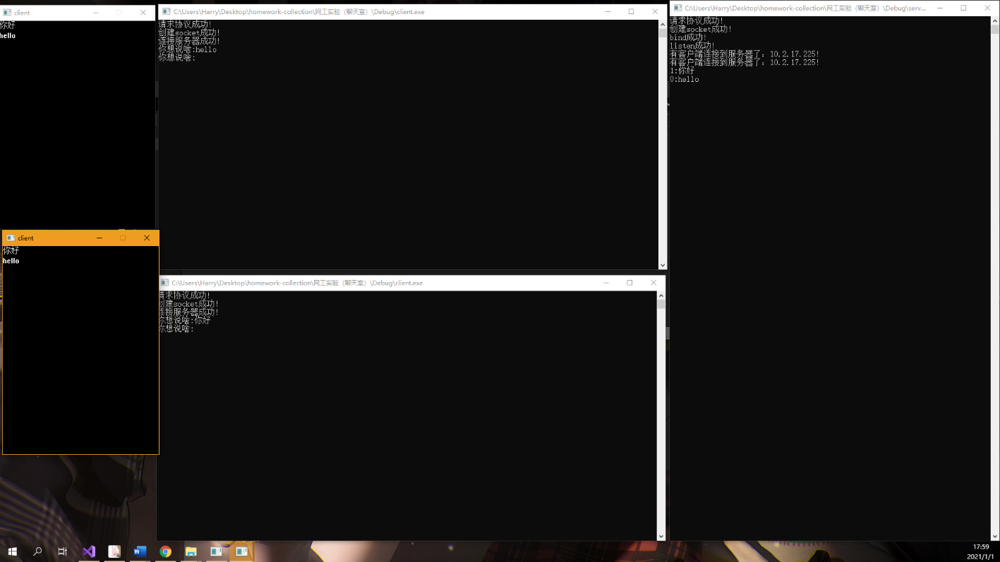 client
你好
hello
C:\Users\Harry\Desktop\homework-collection\网工实验（聊天室）\Debug\client.exe
请求协议成功!
创建socket成功!
连接服务器成功!
你想说啥:hello
你想说啥:
C:\Users\Harry\Desktop\homework-collection\网工实验（聊天室）\Debug\serv...
请求协议成功!
创建socket成功!
bind成功!
listen成功!
有客户端连接到服务器了：10.2.17.225!
有客户端连接到服务器了：10.2.17.225!
1:你好
0:hello
client
你好
hello
C:\Users\Harry\Desktop\homework-collection\网工实验（聊天室）\Debug\client.exe
请求协议成功!
创建socket成功!
连接服务器成功!
你想说啥:你好
你想说啥:
17:59
2021/1/1